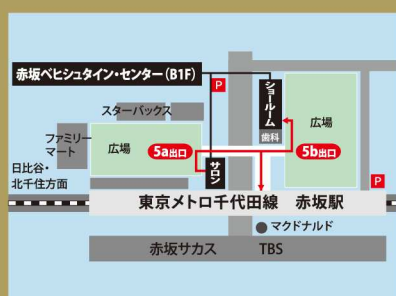 赤坂ベヒシュタイン・センター(B1F)
P
ショールーム
歯科
スターバックス
広場
ファミリー
マート
広場
5a出口
5b出口
サロン
日比谷・
北千住方面
P
東京メトロ千代田線 赤坂駅
マクドナルド
赤坂サカス TBS